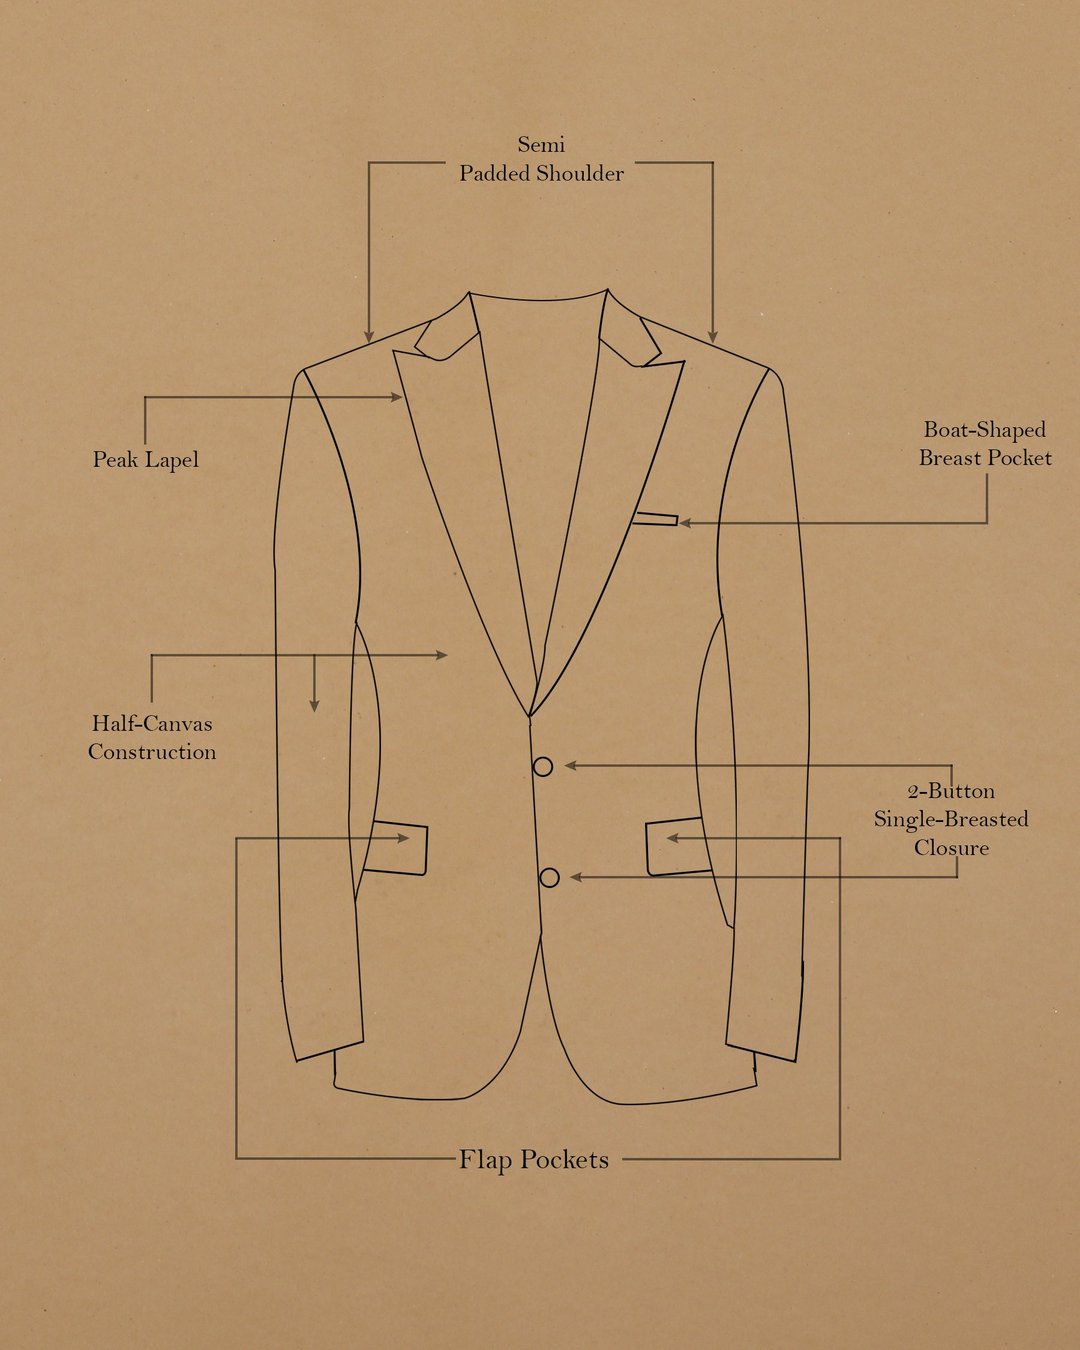 Semi
Padded Shoulder
Peak Lapel
Boat-Shaped
Breast Pocket
Half-Canvas
Construction
2-Button
Single-Breasted
Closure
Flap Pockets